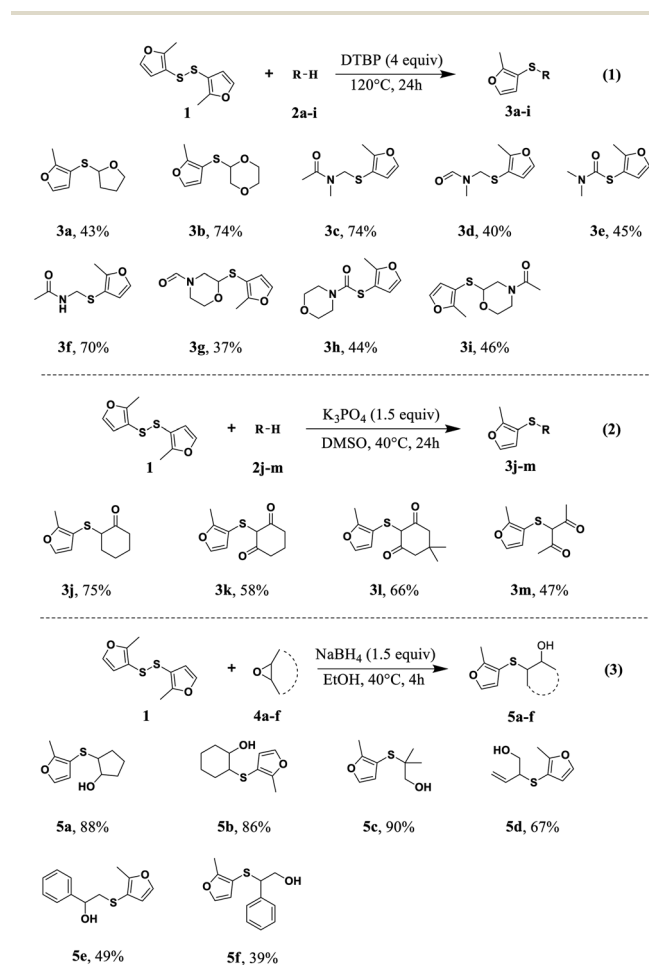 DTBP (4 equiv)
+ R-H (1)
120°C, 24h
1 2a-i 3a-i
3a, 43% 3b, 74% 3c, 74% 3d, 40% 3e, 45%
3f, 70% 3g, 37% 3h, 44% 3i, 46%
K₃PO₄ (1.5 equiv)
+ R-H (2)
DMSO, 40°C, 24h
1 2j-m 3j-m
3j, 75% 3k, 58% 3l, 66% 3m, 47%
NaBH₄ (1.5 equiv)
+ (3)
EtOH, 40°C, 4h
1 4a-f 5a-f
5a, 88% 5b, 86% 5c, 90% 5d, 67%
5e, 49% 5f, 39%